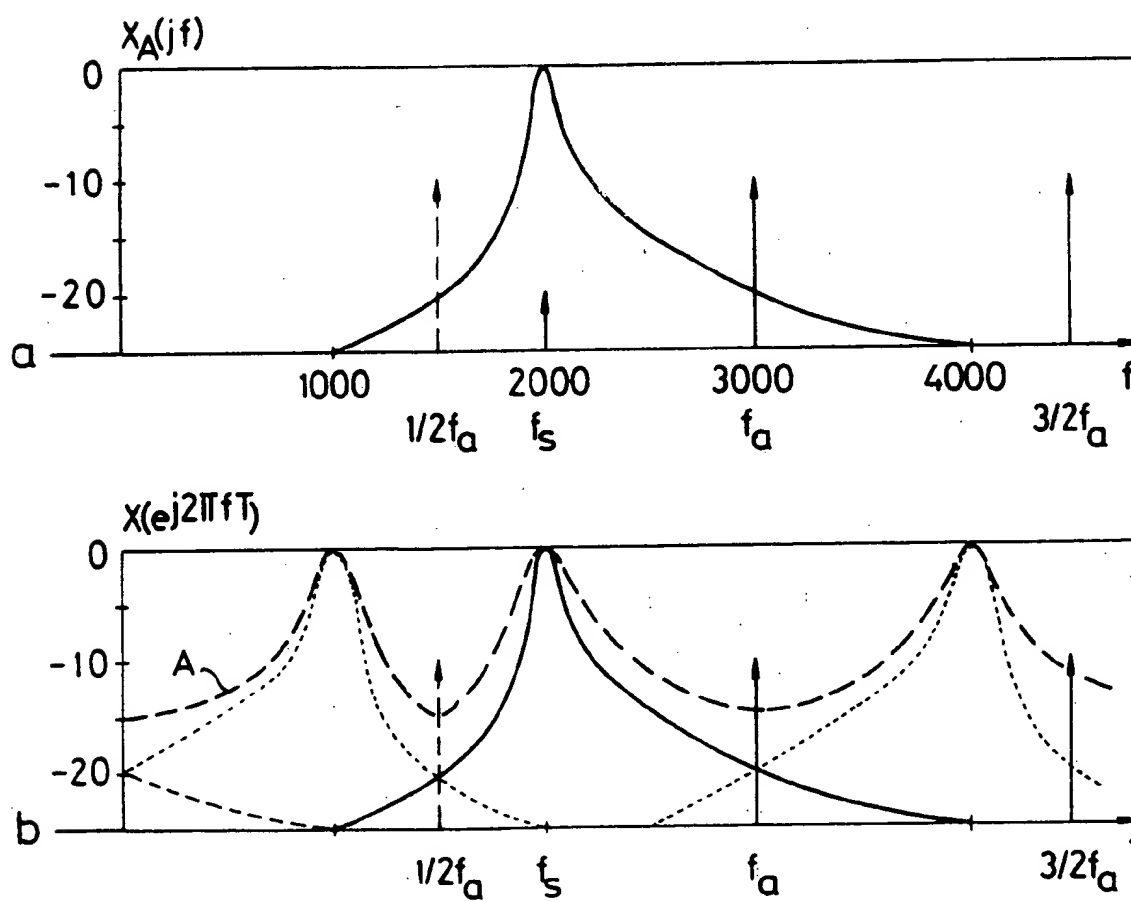 X_A(jf)
0
-10
-20
a
1000 2000 3000 4000 f
1/2f_a f_s f_a 3/2f_a
X(e^j2πfT)
0
A
-10
-20
b
1/2f_a f_s f_a 3/2f_a